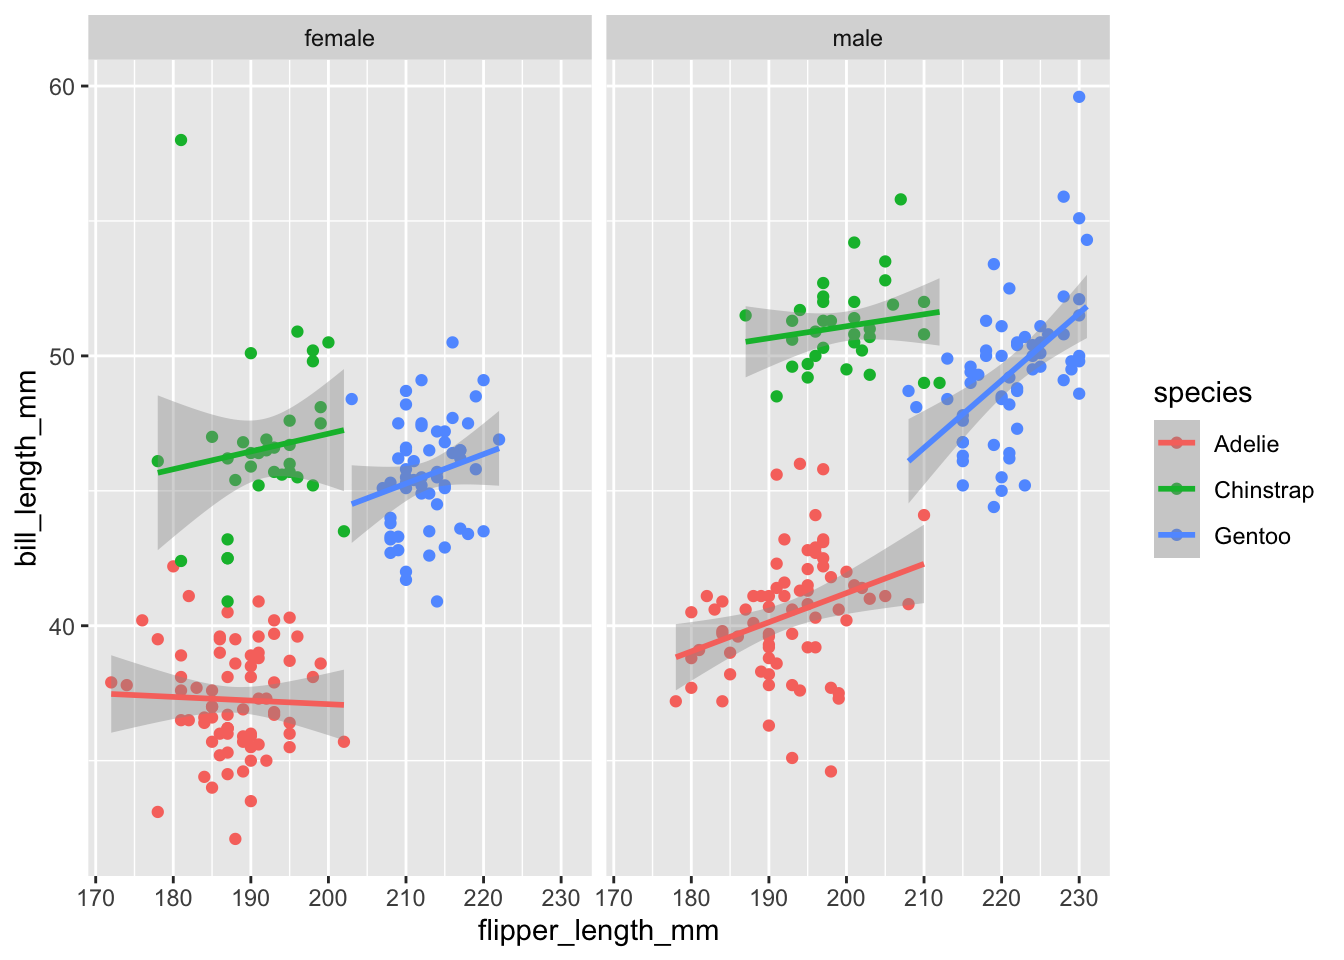 female male
60
50
40
170 180 190 200 210 220 230 170 180 190 200 210 220 230
flipper_length_mm
bill_length_mm
species
Adelie
Chinstrap
Gentoo